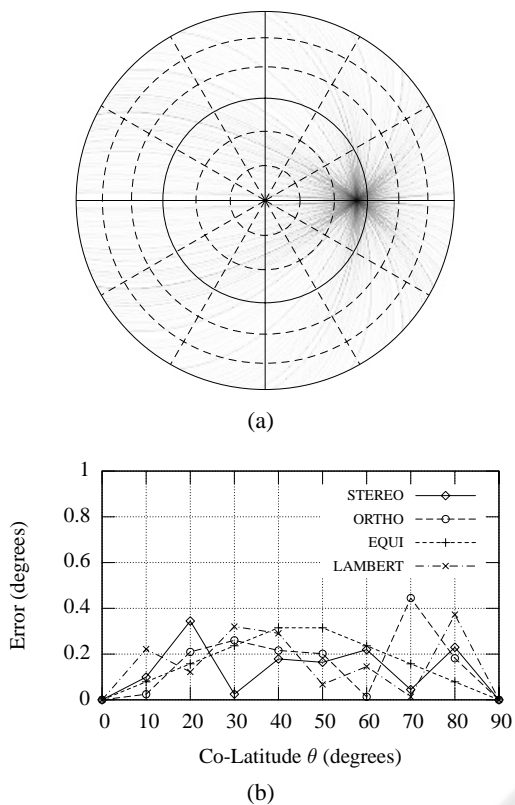 (a)
1
0.8
0.6
0.4
0.2
0
Error (degrees)
STEREO
ORTHO
EQUI
LAMBERT
0 10 20 30 40 50 60 70 80 90
Co-Latitude θ (degrees)
(b)